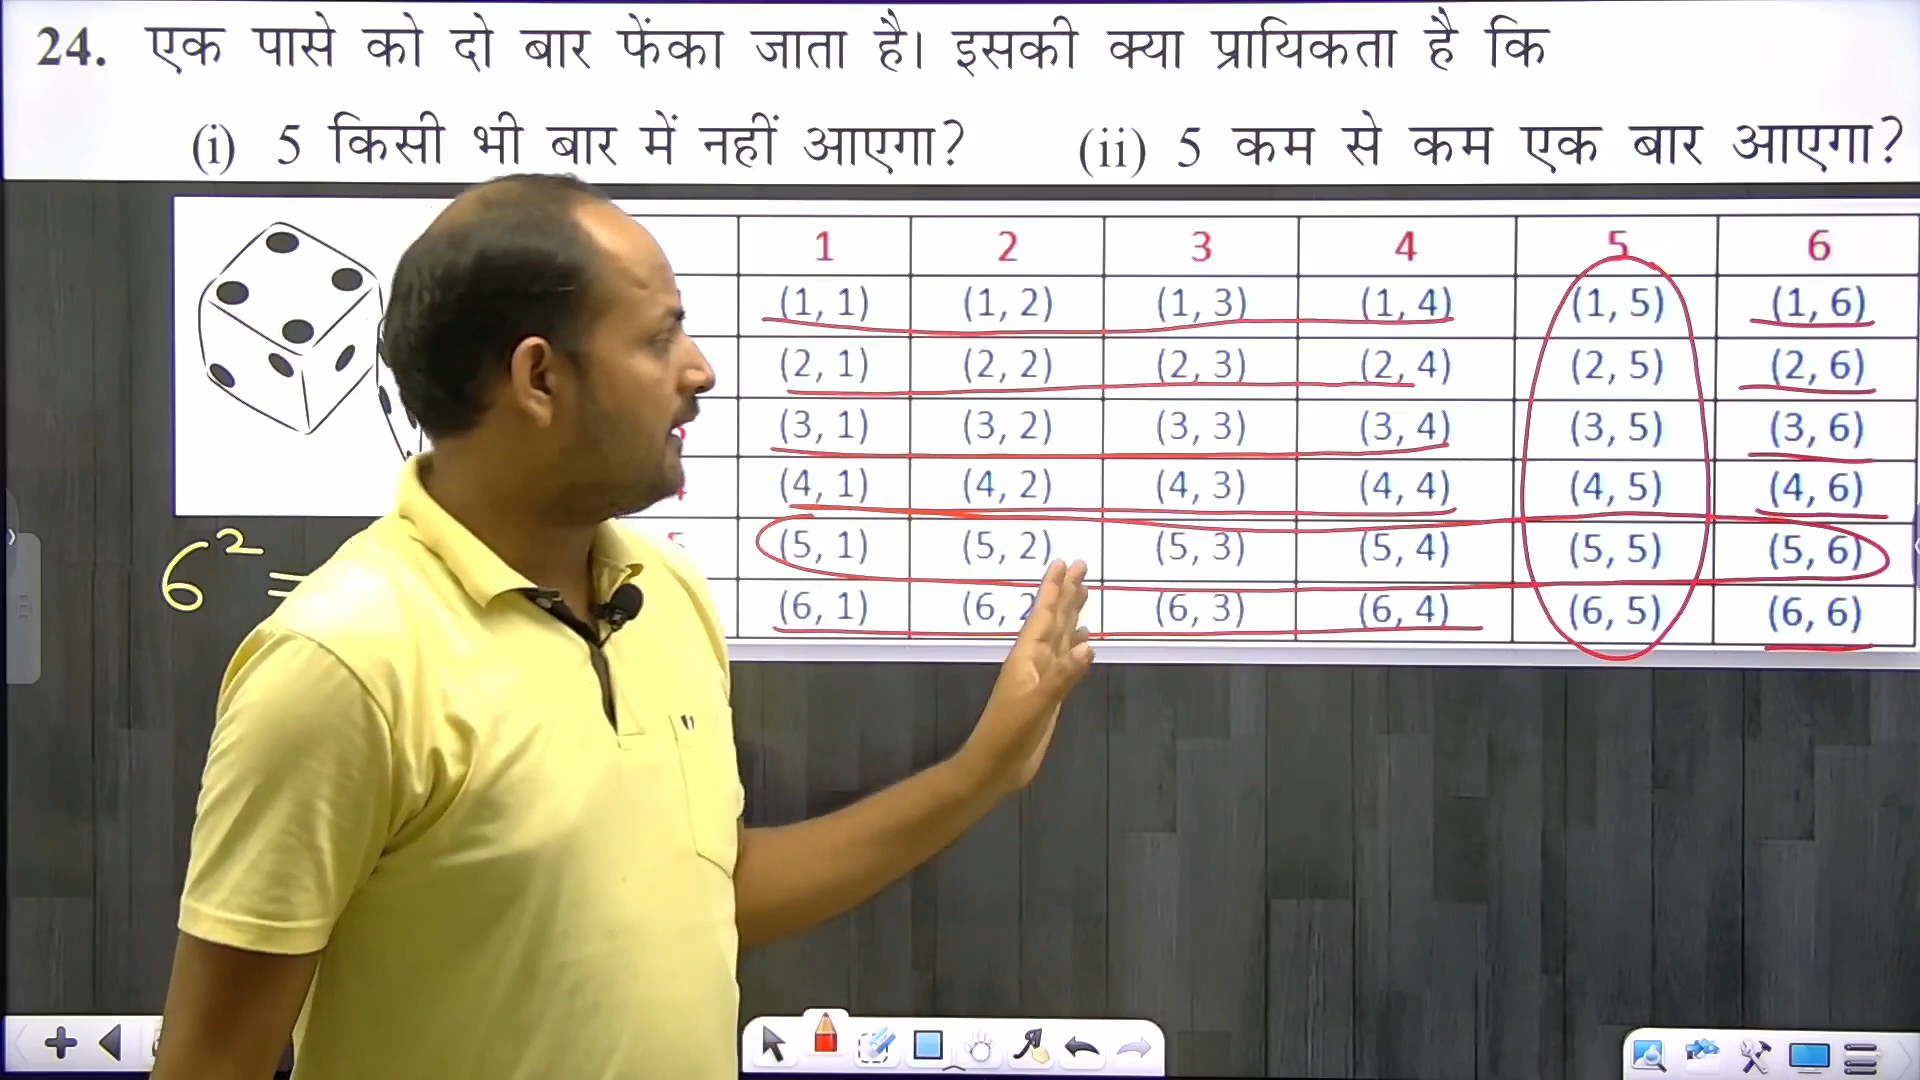 24. एक पासे को दो बार फेंका जाता है। इसकी क्या प्रायिकता है कि
(i) 5 किसी भी बार में नहीं आएगा? (ii) 5 कम से कम एक बार आएगा?
1 2 3 4 5 6
(1, 1) (1, 2) (1, 3) (1, 4) (1, 5) (1, 6)
(2, 1) (2, 2) (2, 3) (2, 4) (2, 5) (2, 6)
(3, 1) (3, 2) (3, 3) (3, 4) (3, 5) (3, 6)
(4, 1) (4, 2) (4, 3) (4, 4) (4, 5) (4, 6)
(5, 1) (5, 2) (5, 3) (5, 4) (5, 5) (5, 6)
(6, 1) (6, 2 (6, 3) (6, 4) (6, 5) (6, 6)
6² =